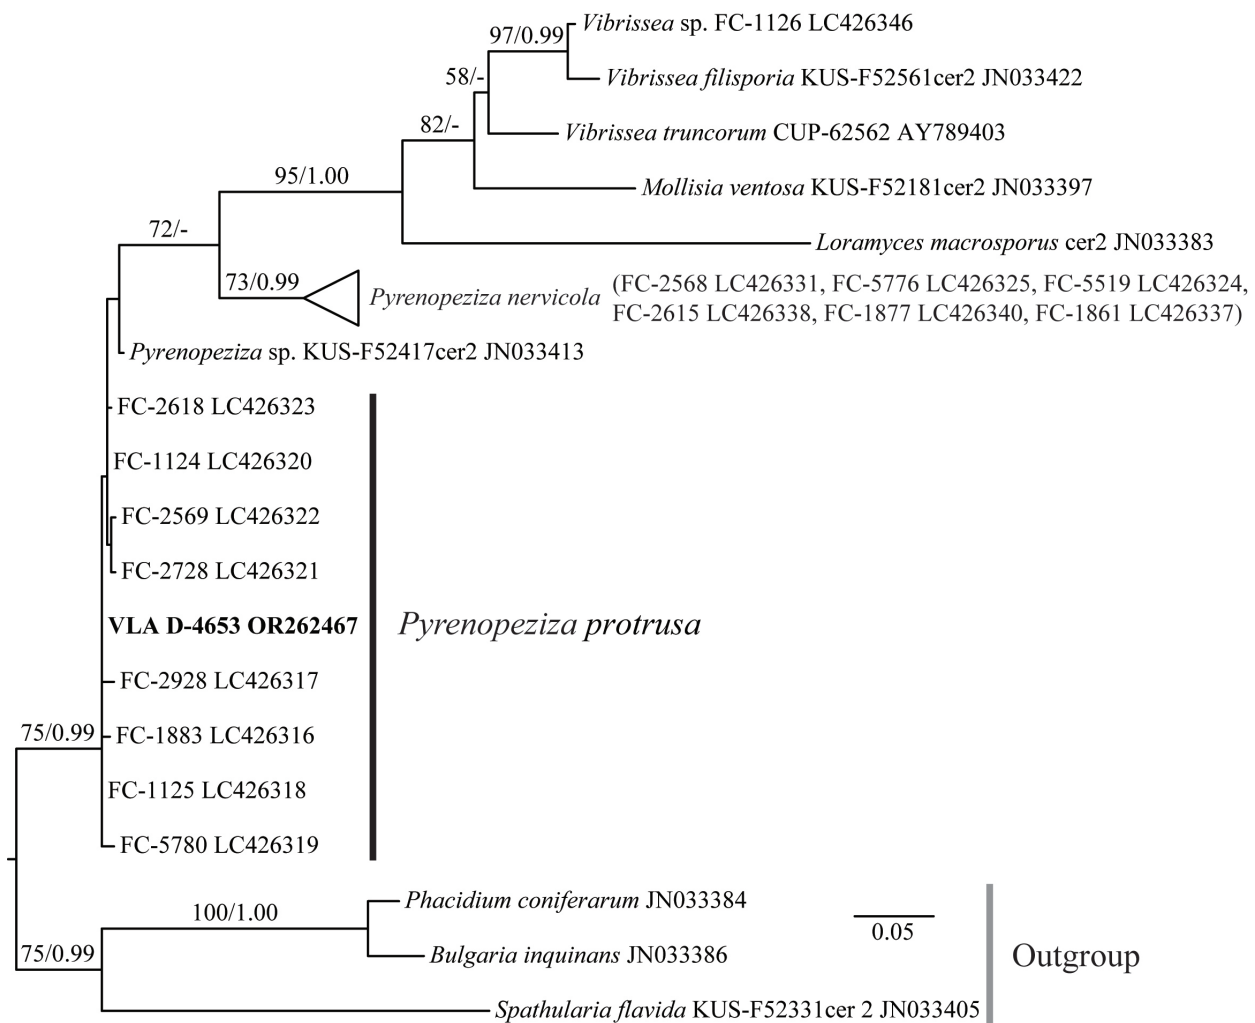 Vibrissea sp. FC-1126 LC426346
97/0.99
58/-
Vibrissea filisporia KUS-F52561cer2 JN033422
82/-
Vibrissea truncorum CUP-62562 AY789403
95/1.00
Mollisia ventosa KUS-F52181cer2 JN033397
72/-
Loramyces macrosporus cer2 JN033383
73/0.99
Pyrenopeziza nervicola
(FC-2568 LC426331, FC-5776 LC426325, FC-5519 LC426324,
FC-2615 LC426338, FC-1877 LC426340, FC-1861 LC426337)
Pyrenopeziza sp. KUS-F52417cer2 JN033413
FC-2618 LC426323
FC-1124 LC426320
FC-2569 LC426322
FC-2728 LC426321
VLA D-4653 OR262467
Pyrenopeziza protrusa
FC-2928 LC426317
75/0.99
FC-1883 LC426316
FC-1125 LC426318
FC-5780 LC426319
Phacidium coniferarum JN033384
100/1.00
0.05
75/0.99
Bulgaria inquinans JN033386
Outgroup
Spathularia flavida KUS-F52331cer 2 JN033405